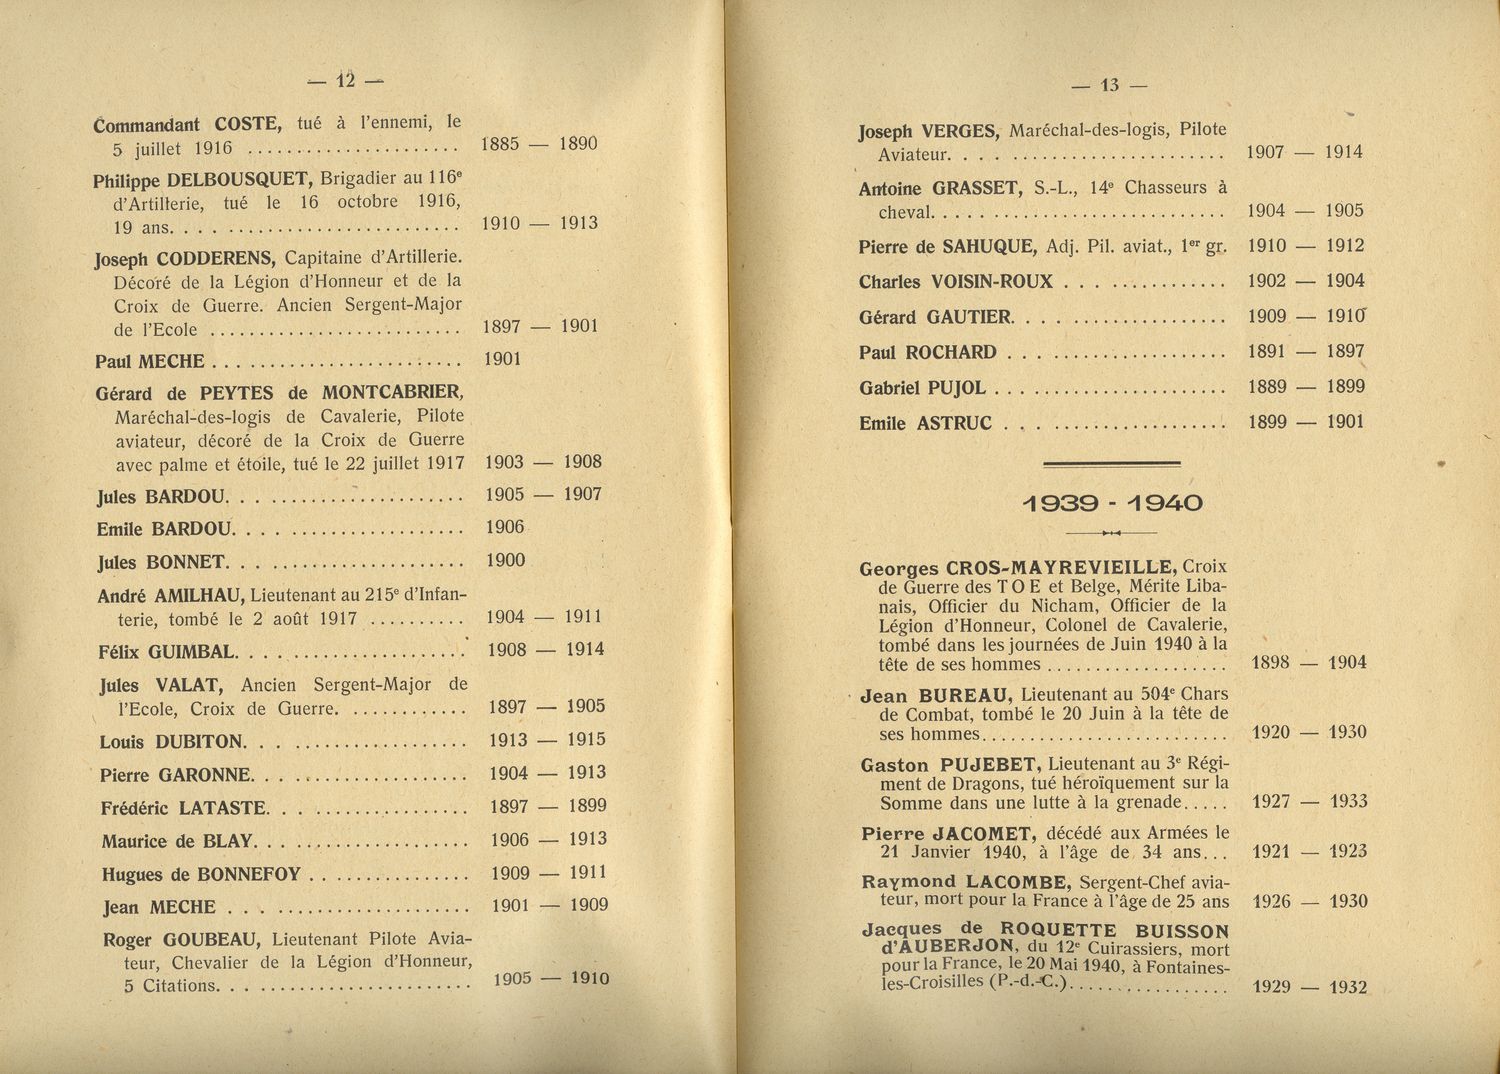 — 12 —
Commandant COSTE, tué à l'ennemi, le
5 juillet 1916 ...................... 1885 — 1890
Philippe DELBOUSQUET, Brigadier au 116e
d'Artillerie, tué le 16 octobre 1916,
19 ans. ............................ 1910 — 1913
Joseph CODDERENS, Capitaine d'Artillerie.
Décoré de la Légion d'Honneur et de la
Croix de Guerre. Ancien Sergent-Major
de l'Ecole .......................... 1897 — 1901
Paul MECHE .......................... 1901
Gérard de PEYTES de MONTCABRIER,
Maréchal-des-logis de Cavalerie, Pilote
aviateur, décoré de la Croix de Guerre
avec palme et étoile, tué le 22 juillet 1917 1903 — 1908
Jules BARDOU. ....................... 1905 — 1907
Emile BARDOU. ....................... 1906
Jules BONNET. ....................... 1900
André AMILHAU, Lieutenant au 215e d'Infan-
terie, tombé le 2 août 1917 .......... 1904 — 1911
Félix GUIMBAL. ...................... 1908 — 1914
Jules VALAT, Ancien Sergent-Major de
l'Ecole, Croix de Guerre. ............ 1897 — 1905
Louis DUBITON. ...................... 1913 — 1915
Pierre GARONNE. ..................... 1904 — 1913
Frédéric LATASTE. ................... 1897 — 1899
Maurice de BLAY. .................... 1906 — 1913
Hugues de BONNEFOY ................ 1909 — 1911
Jean MECHE ......................... 1901 — 1909
Roger GOUBEAU, Lieutenant Pilote Avia-
teur, Chevalier de la Légion d'Honneur,
5 Citations. ......................... 1905 — 1910
— 13 —
Joseph VERGES, Maréchal-des-logis, Pilote
Aviateur. ........................... 1907 — 1914
Antoine GRASSET, S.-L., 14e Chasseurs à
cheval. ............................. 1904 — 1905
Pierre de SAHUQUE, Adj. Pil. aviat., 1er gr. 1910 — 1912
Charles VOISIN-ROUX ................ 1902 — 1904
Gérard GAUTIER. .................... 1909 — 1910
Paul ROCHARD ...................... 1891 — 1897
Gabriel PUJOL ....................... 1889 — 1899
Emile ASTRUC ...................... 1899 — 1901
1939 - 1940
Georges CROS-MAYREVIEILLE, Croix
de Guerre des T O E et Belge, Mérite Liba-
nais, Officier du Nicham, Officier de la
Légion d'Honneur, Colonel de Cavalerie,
tombé dans les journées de Juin 1940 à la
tête de ses hommes .................. 1898 — 1904
Jean BUREAU, Lieutenant au 504e Chars
de Combat, tombé le 20 Juin à la tête de
ses hommes......................... 1920 — 1930
Gaston PUJEBET, Lieutenant au 3e Régi-
ment de Dragons, tué héroïquement sur la
Somme dans une lutte à la grenade..... 1927 — 1933
Pierre JACOMET, décédé aux Armées le
21 Janvier 1940, à l'âge de 34 ans... 1921 — 1923
Raymond LACOMBE, Sergent-Chef avia-
teur, mort pour la France à l'âge de 25 ans 1926 — 1930
Jacques de ROQUETTE BUISSON
d'AUBERJON, du 12e Cuirassiers, mort
pour la France, le 20 Mai 1940, à Fontaines-
les-Croisilles (P.-d.-C.)................ 1929 — 1932